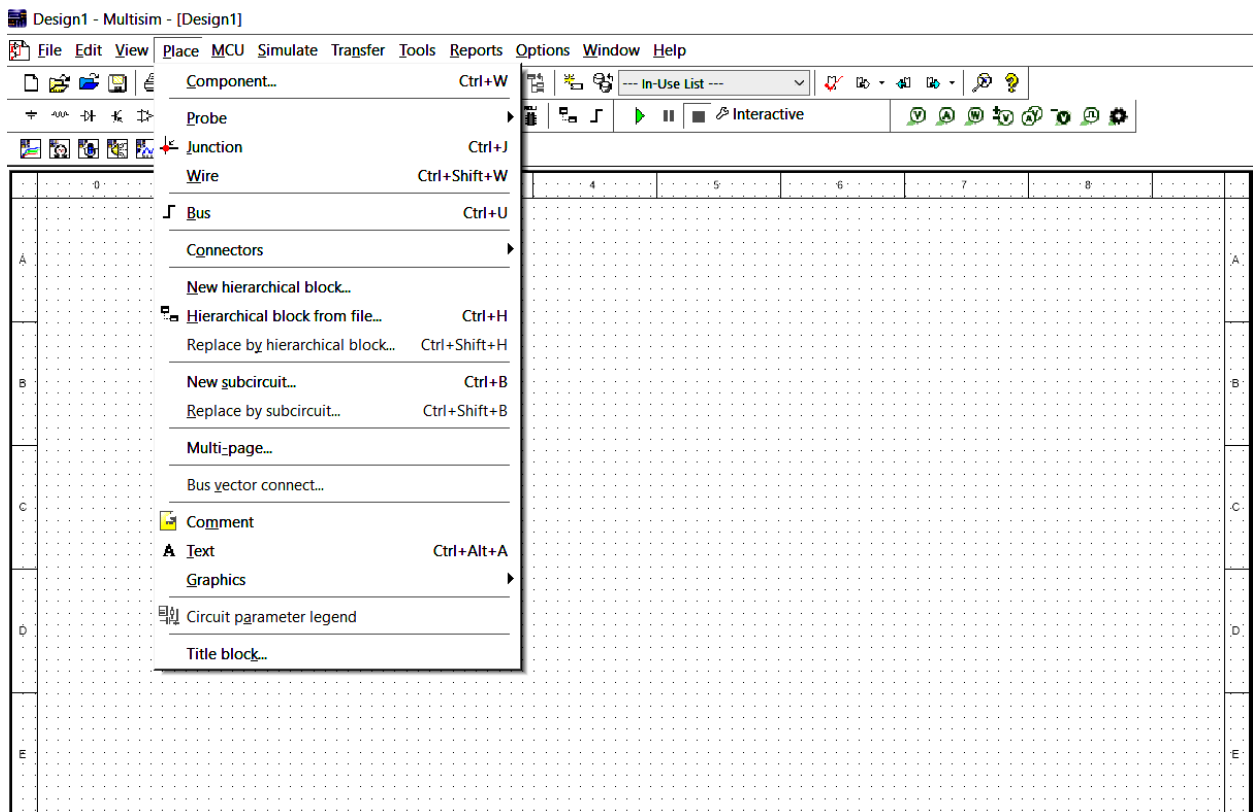 Design1 - Multisim - [Design1]
File Edit View Place MCU Simulate Transfer Tools Reports Options Window Help
--- In-Use List ---
Interactive
Component... Ctrl+W
Probe
Junction Ctrl+J
Wire Ctrl+Shift+W
Bus Ctrl+U
Connectors
New hierarchical block...
Hierarchical block from file... Ctrl+H
Replace by hierarchical block... Ctrl+Shift+H
New subcircuit... Ctrl+B
Replace by subcircuit... Ctrl+Shift+B
Multi-page...
Bus vector connect...
Comment
A Text Ctrl+Alt+A
Graphics
Circuit parameter legend
Title block...
0 4 5 6 7 8
A A
B B
C C
D D
E E